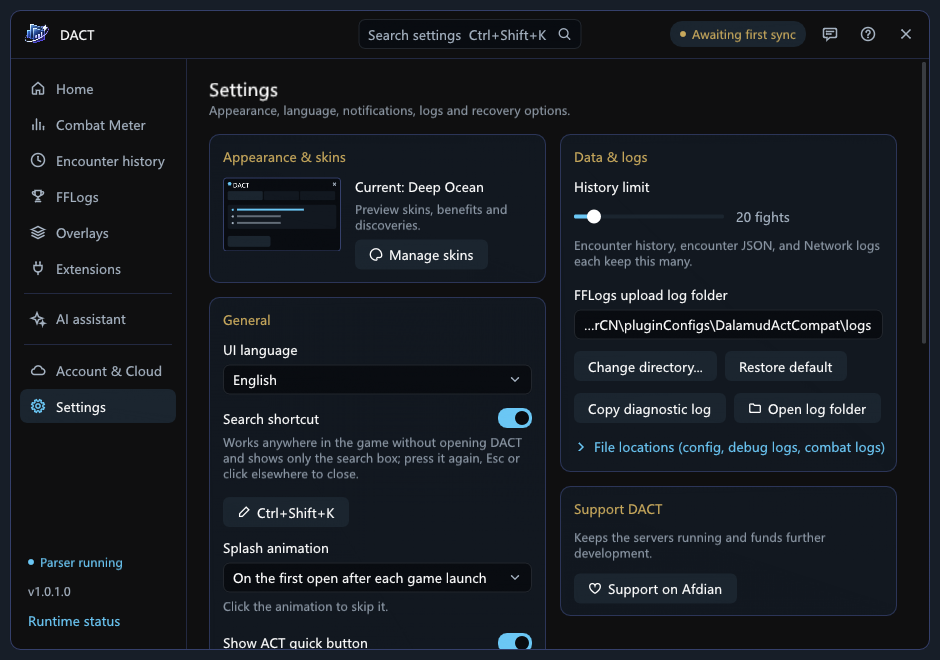 DACT
Search settings Ctrl+Shift+K
Awaiting first sync
Home
Combat Meter
Encounter history
FFLogs
Overlays
Extensions
AI assistant
Account & Cloud
Settings
Parser running
v1.0.1.0
Runtime status
Settings
Appearance, language, notifications, logs and recovery options.
Appearance & skins
DACT
Current: Deep Ocean
Preview skins, benefits and
discoveries.
Manage skins
General
UI language
English
Search shortcut
Works anywhere in the game without opening DACT
and shows only the search box; press it again, Esc or
click elsewhere to close.
Ctrl+Shift+K
Splash animation
On the first open after each game launch
Click the animation to skip it.
Show ACT quick button
Data & logs
History limit
20 fights
Encounter history, encounter JSON, and Network logs
each keep this many.
FFLogs upload log folder
...rCN\pluginConfigs\DalamudActCompat\logs
Change directory...
Restore default
Copy diagnostic log
Open log folder
File locations (config, debug logs, combat logs)
Support DACT
Keeps the servers running and funds further
development.
Support on Afdian